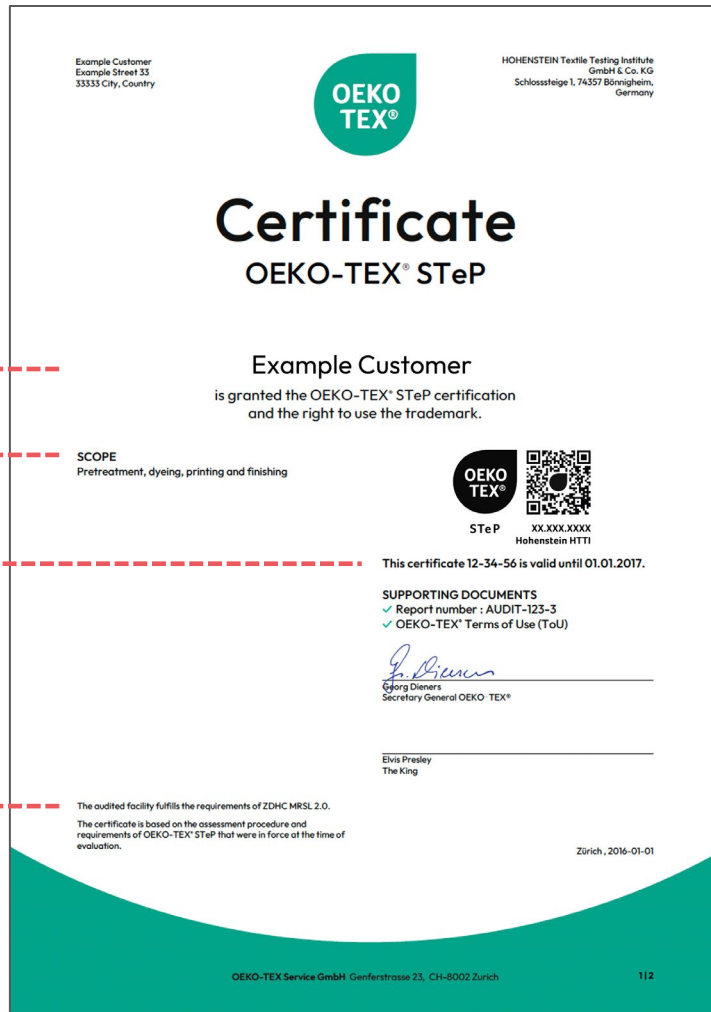 Example Customer
Example Street 33
33333 City, Country
OEKO
TEX®
HOHENSTEIN Textile Testing Institute
GmbH & Co. KG
Schlosssteige 1, 74357 Bönnigheim,
Germany
Certificate
OEKO-TEX® STeP
Example Customer
is granted the OEKO-TEX® STeP certification
and the right to use the trademark.
SCOPE
Pretreatment, dyeing, printing and finishing
OEKO
TEX®
STeP
XX.XXX.XXXX
Hohenstein HTTI
This certificate 12-34-56 is valid until 01.01.2017.
SUPPORTING DOCUMENTS
✓ Report number : AUDIT-123-3
✓ OEKO-TEX® Terms of Use (ToU)
G. Dieners
Georg Dieners
Secretary General OEKO-TEX®
Elvis Presley
The King
The audited facility fulfills the requirements of ZDHC MRSL 2.0.
The certificate is based on the assessment procedure and
requirements of OEKO-TEX® STeP that were in force at the time of
evaluation.
Zürich , 2016-01-01
OEKO-TEX Service GmbH Genferstrasse 23, CH-8002 Zurich
1|2